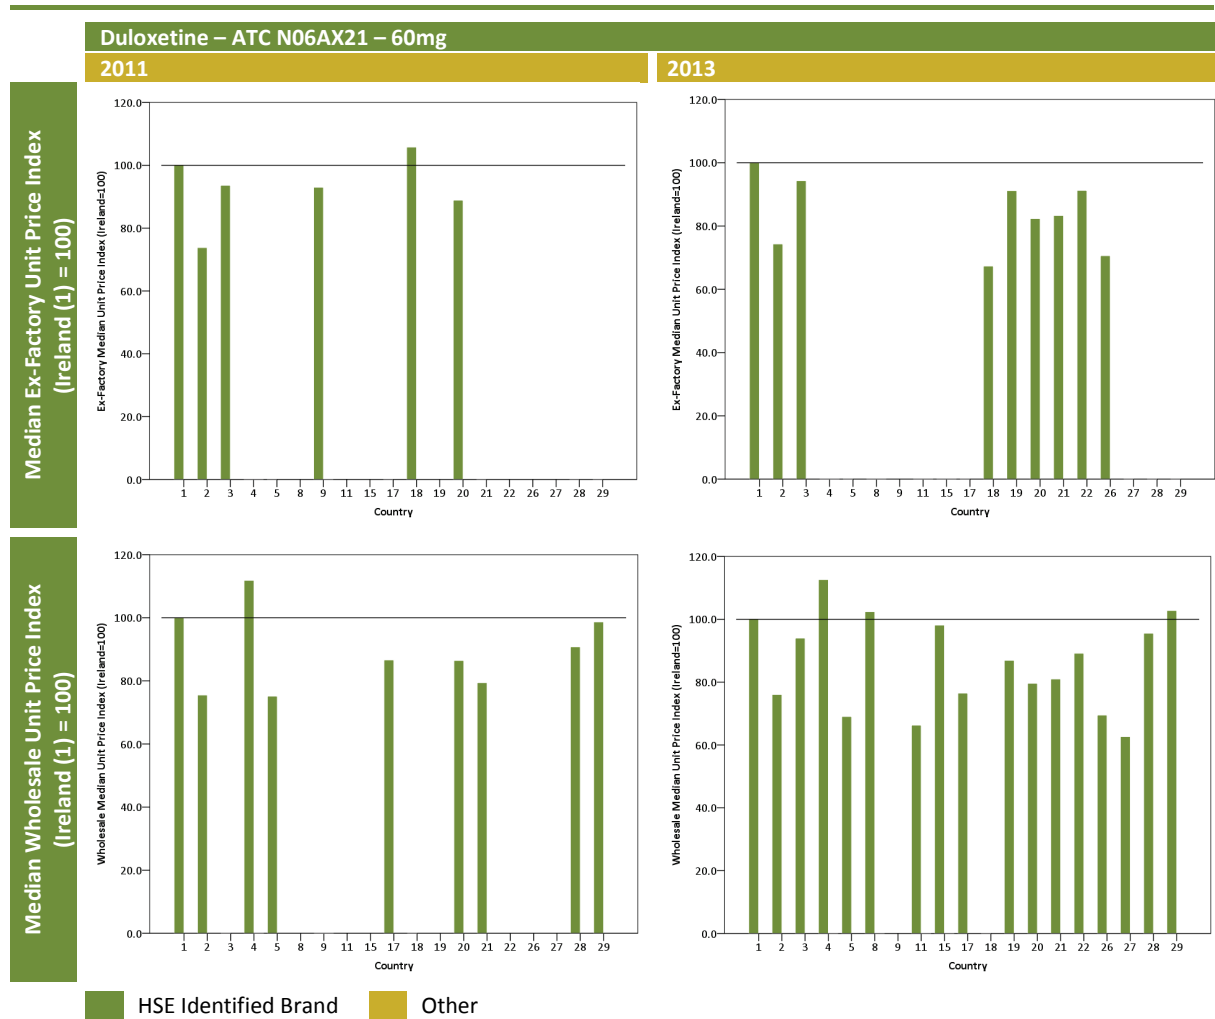 Duloxetine – ATC N06AX21 – 60mg
2011
2013
Median Ex-Factory Unit Price Index
(Ireland (1) = 100)
Ex-Factory Median Unit Price Index (Ireland=100)
120.0
100.0
80.0
60.0
40.0
20.0
0.0
1 2 3 4 5 8 9 11 15 17 18 19 20 21 22 26 27 28 29
Country
Ex-Factory Median Unit Price Index (Ireland=100)
120.0
100.0
80.0
60.0
40.0
20.0
0.0
1 2 3 4 5 8 9 11 15 17 18 19 20 21 22 26 27 28 29
Country
Median Wholesale Unit Price Index
(Ireland (1) = 100)
Wholesale Median Unit Price Index (Ireland=100)
120.0
100.0
80.0
60.0
40.0
20.0
0.0
1 2 3 4 5 8 9 11 15 17 18 19 20 21 22 26 27 28 29
Country
Wholesale Median Unit Price Index (Ireland=100)
120.0
100.0
80.0
60.0
40.0
20.0
0.0
1 2 3 4 5 8 9 11 15 17 18 19 20 21 22 26 27 28 29
Country
HSE Identified Brand
Other